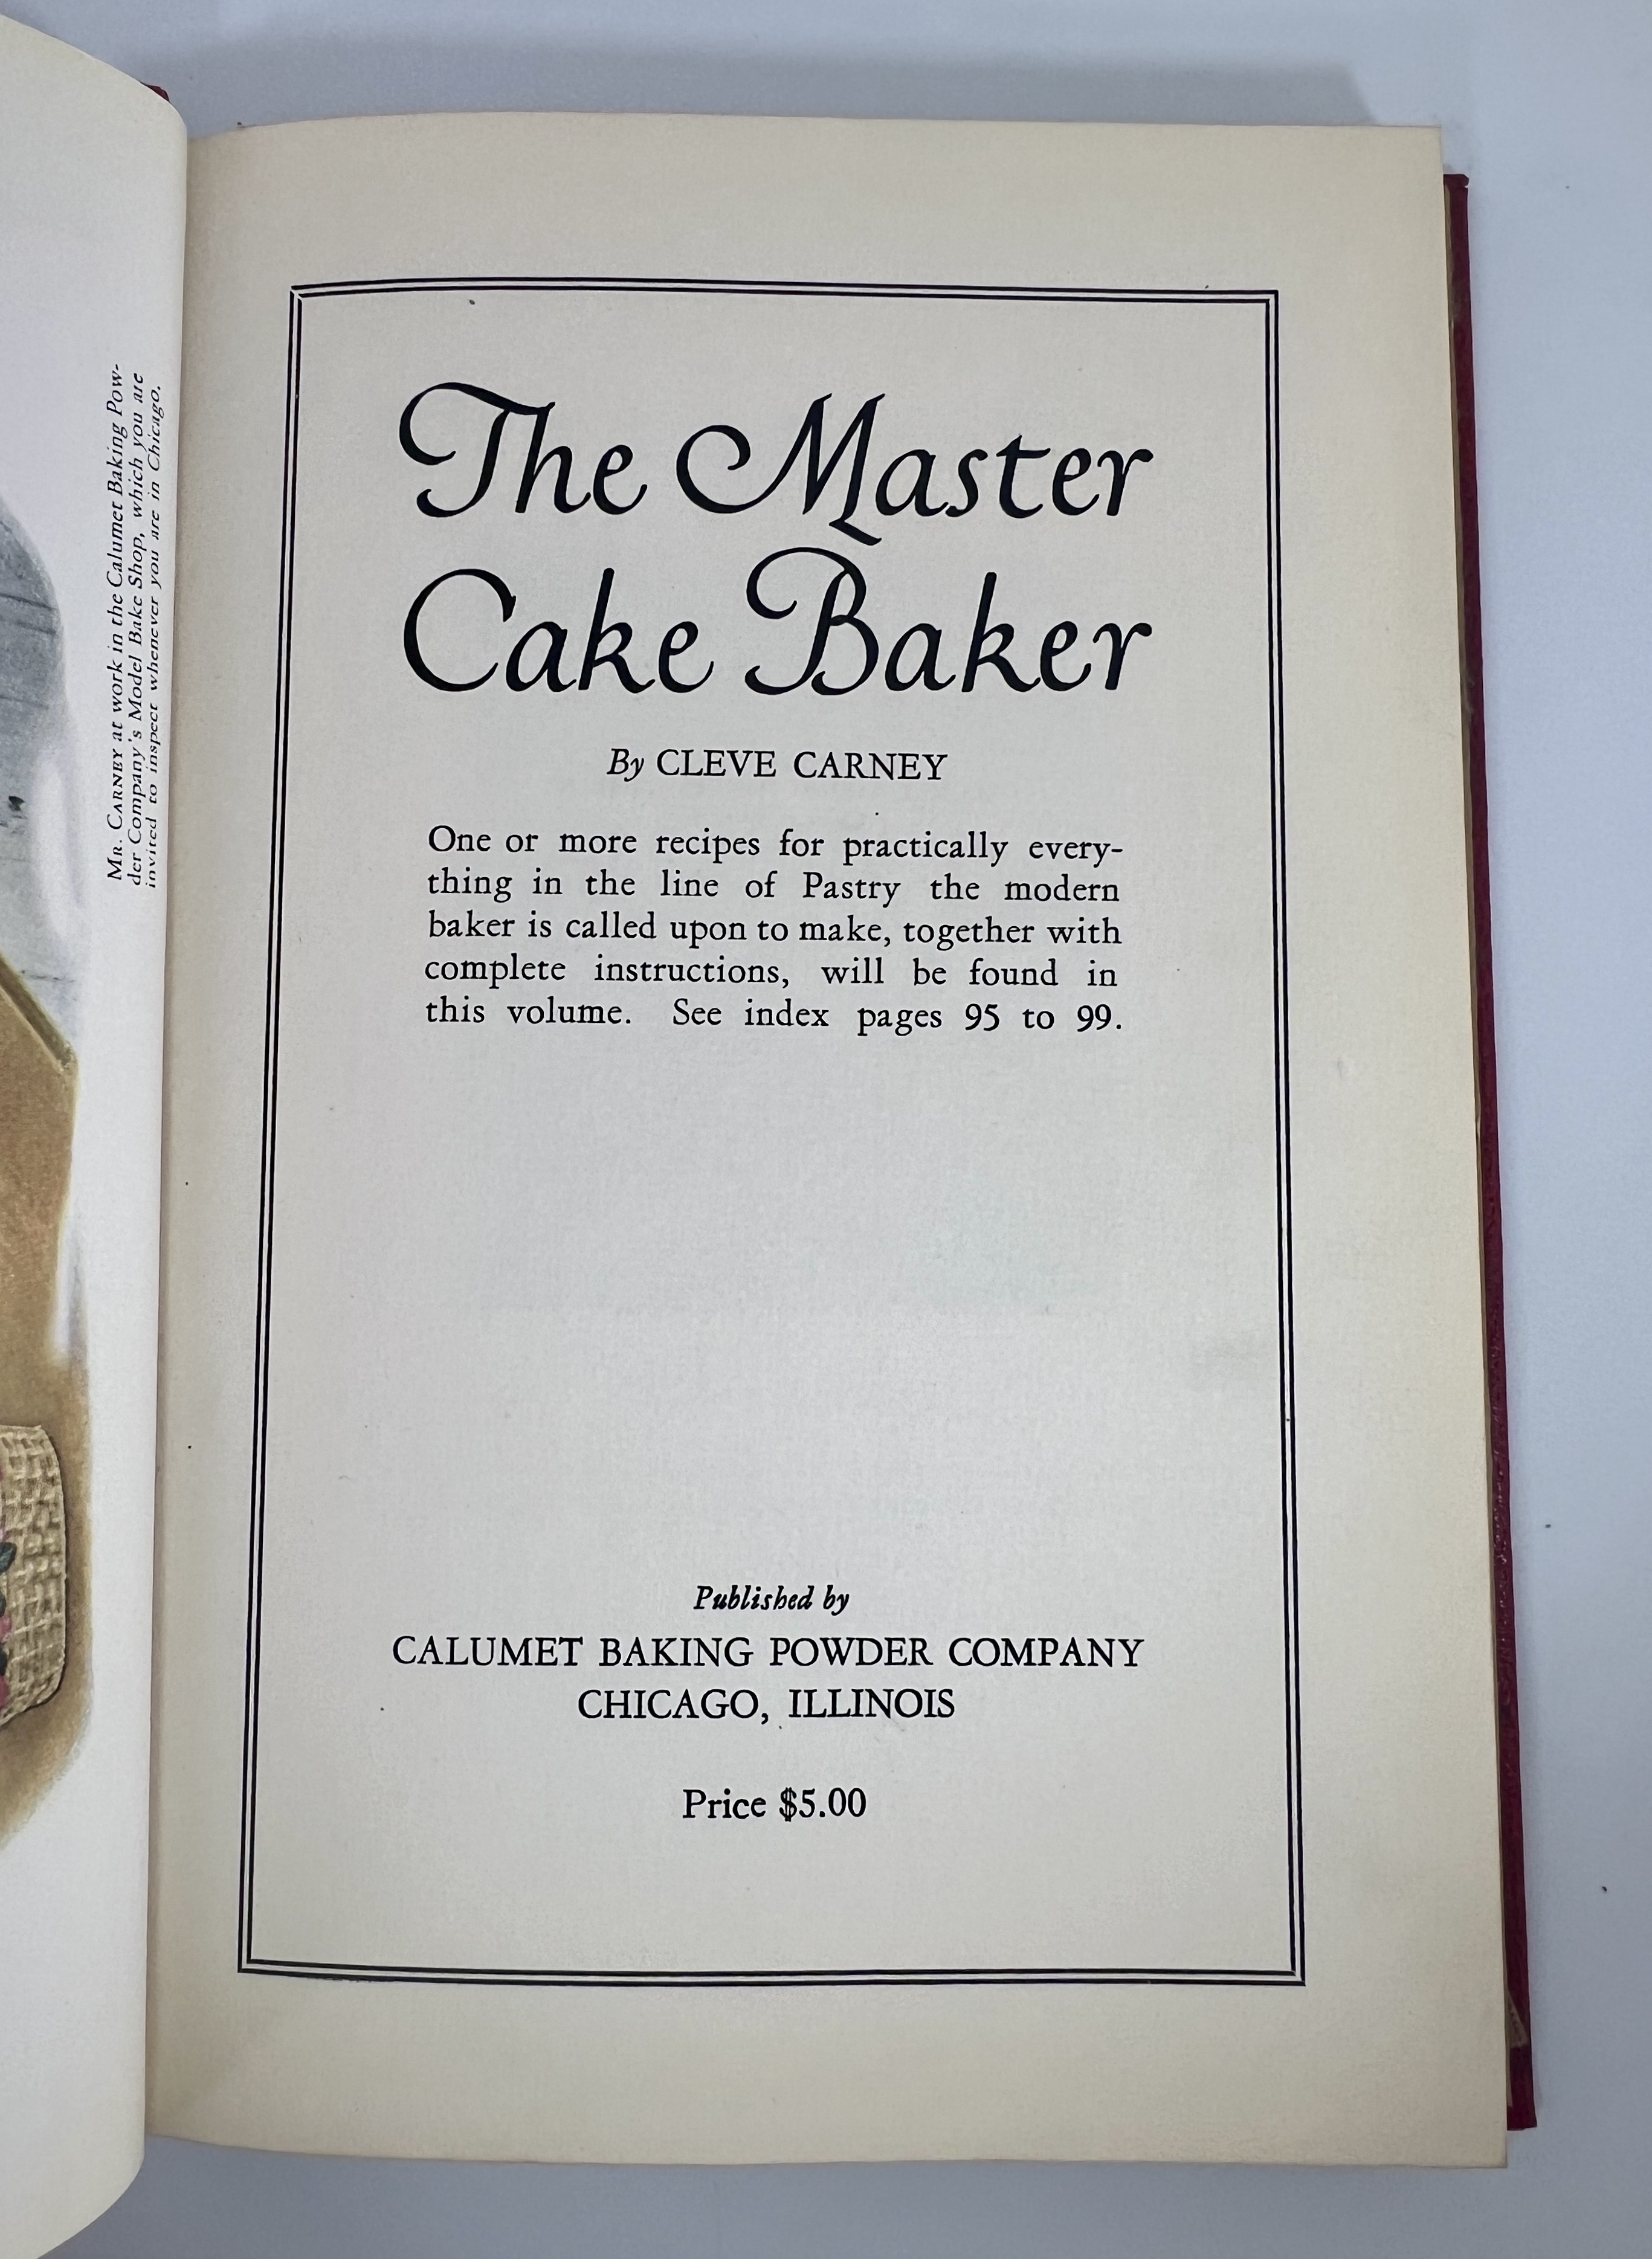 Mr. Carney at work in the Calumet Baking Pow-
der Company's Model Bake Shop, which you are
invited to inspect whenever you are in Chicago.
The Master
Cake Baker
By CLEVE CARNEY
One or more recipes for practically every-
thing in the line of Pastry the modern
baker is called upon to make, together with
complete instructions, will be found in
this volume. See index pages 95 to 99.
Published by
CALUMET BAKING POWDER COMPANY
CHICAGO, ILLINOIS
Price $5.00